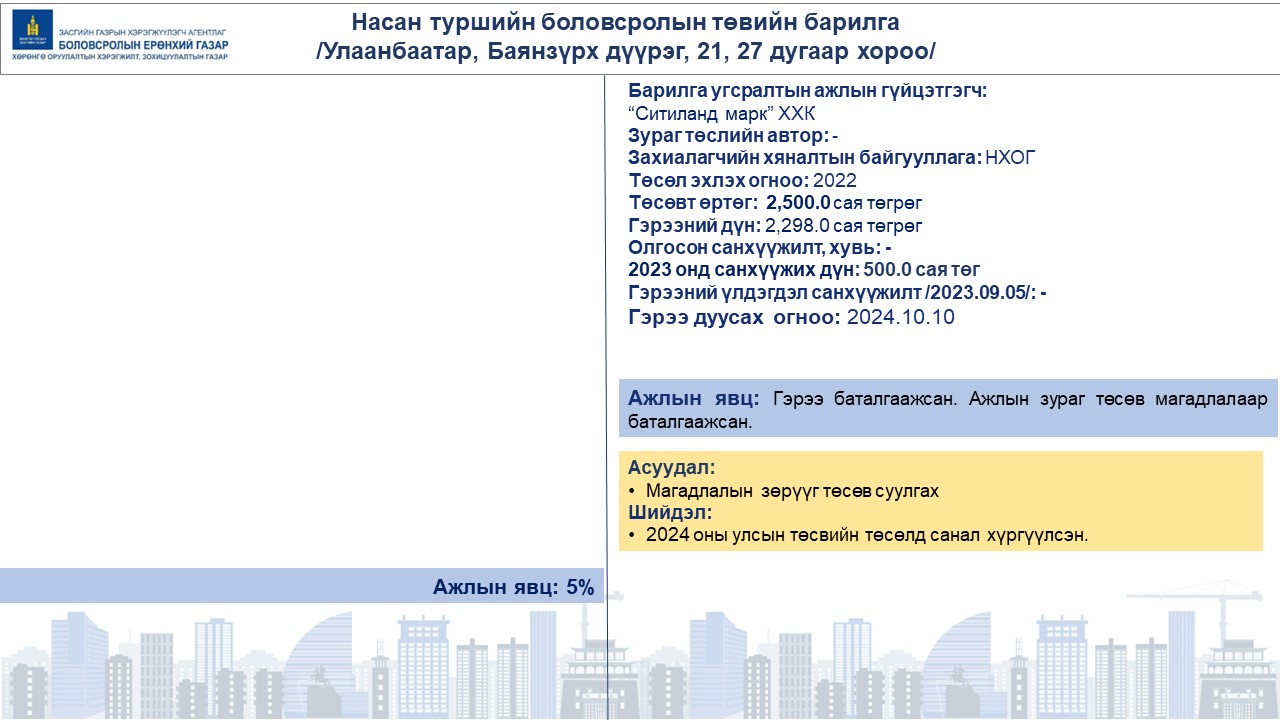 ЗАСГИЙН ГАЗРЫН ХЭРЭГЖҮҮЛЭГЧ АГЕНТЛАГ
БОЛОВСРОЛЫН ЕРӨНХИЙ ГАЗАР
ХӨРӨНГӨ ОРУУЛАЛТЫН ХЭРЭГЖИЛТ, ЗОХИЦУУЛАЛТЫН ГАЗАР
Насан туршийн боловсролын төвийн барилга
/Улаанбаатар, Баянзүрх дүүрэг, 21, 27 дугаар хороо/
Барилга угсралтын ажлын гүйцэтгэгч:
“Ситиланд марк” ХХК
Зураг төслийн автор: -
Захиалагчийн хяналтын байгууллага: НХОГ
Төсөл эхлэх огноо: 2022
Төсөвт өртөг: 2,500.0 сая төгрөг
Гэрээний дүн: 2,298.0 сая төгрөг
Олгосон санхүүжилт, хувь: -
2023 онд санхүүжих дүн: 500.0 сая төг
Гэрээний үлдэгдэл санхүүжилт /2023.09.05/: -
Гэрээ дуусах огноо: 2024.10.10
Ажлын явц: Гэрээ баталгаажсан. Ажлын зураг төсөв магадлалаар
баталгаажсан.
Асуудал:
• Магадлалын зөрүүг төсөв суулгах
Шийдэл:
• 2024 оны улсын төсвийн төсөлд санал хүргүүлсэн.
Ажлын явц: 5%